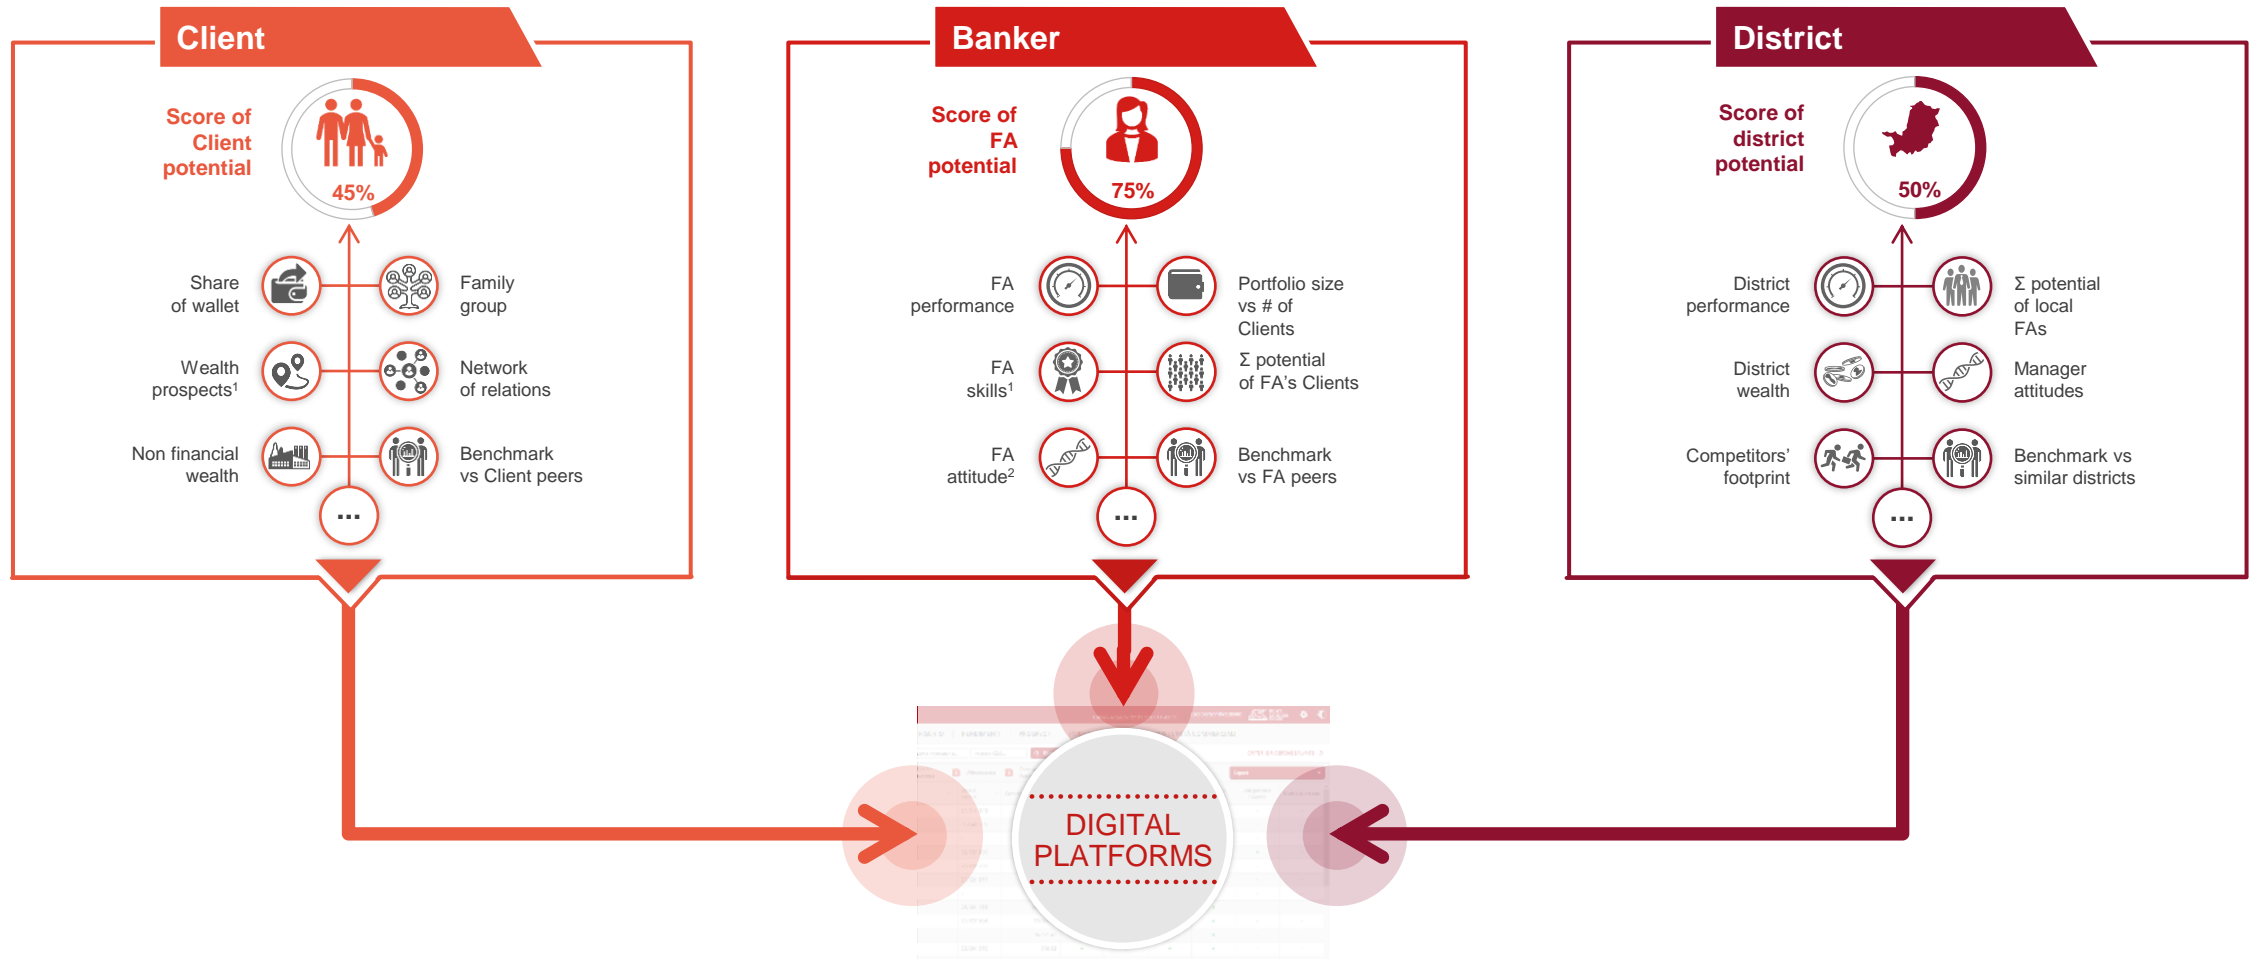 Client
Score of
Client
potential
45%
Share
of wallet
Family
group
Wealth
prospects¹
Network
of relations
Non financial
wealth
Benchmark
vs Client peers
...
Banker
Score of
FA
potential
75%
FA
performance
Portfolio size
vs # of
Clients
FA
skills¹
Σ potential
of FA's Clients
FA
attitude²
Benchmark
vs FA peers
...
District
Score of
district
potential
50%
District
performance
Σ potential
of local
FAs
District
wealth
Manager
attitudes
Competitors'
footprint
Benchmark vs
similar districts
...
DIGITAL
PLATFORMS